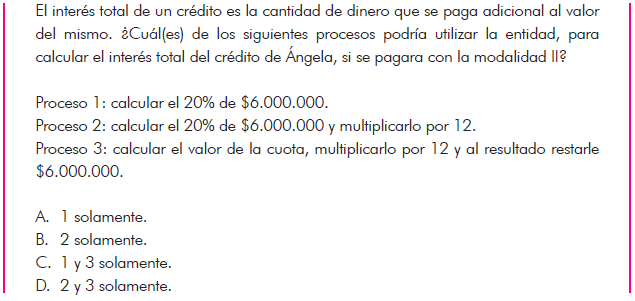 El interés total de un crédito es la cantidad de dinero que se paga adicional al valor
del mismo. ¿Cuál(es) de los siguientes procesos podría utilizar la entidad, para
calcular el interés total del crédito de Ángela, si se pagara con la modalidad II?
Proceso 1: calcular el 20% de $6.000.000.
Proceso 2: calcular el 20% de $6.000.000 y multiplicarlo por 12.
Proceso 3: calcular el valor de la cuota, multiplicarlo por 12 y al resultado restarle
$6.000.000.
A. 1 solamente.
B. 2 solamente.
C. 1 y 3 solamente.
D. 2 y 3 solamente.